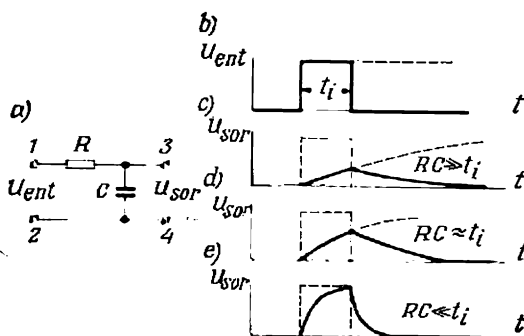 b)
u_ent
t_i
t
c)
u_sor
RC≫t_i
t
d)
u_sor
RC≈t_i
t
e)
u_sor
RC≪t_i
t
a)
1 R 3
u_ent C u_sor
2 4